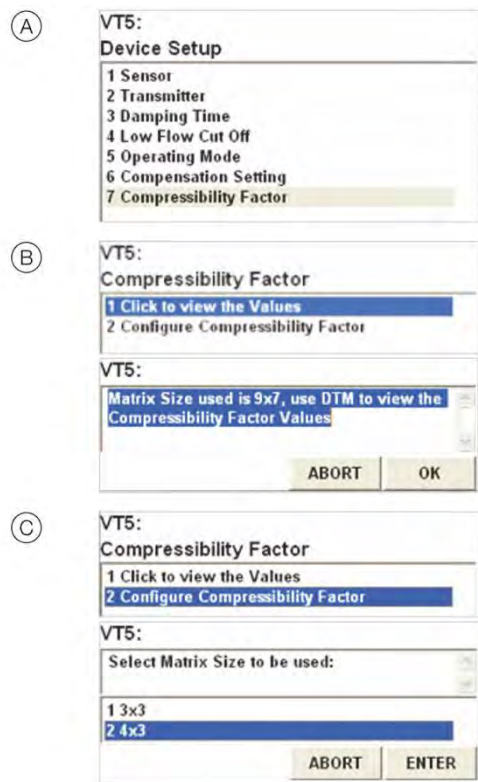 A
VT5:
Device Setup
1 Sensor
2 Transmitter
3 Damping Time
4 Low Flow Cut Off
5 Operating Mode
6 Compensation Setting
7 Compressibility Factor
B
VT5:
Compressibility Factor
1 Click to view the Values
2 Configure Compressibility Factor
VT5:
Matrix Size used is 9x7, use DTM to view the
Compressibility Factor Values
ABORT OK
C
VT5:
Compressibility Factor
1 Click to view the Values
2 Configure Compressibility Factor
VT5:
Select Matrix Size to be used:
1 3x3
2 4x3
ABORT ENTER